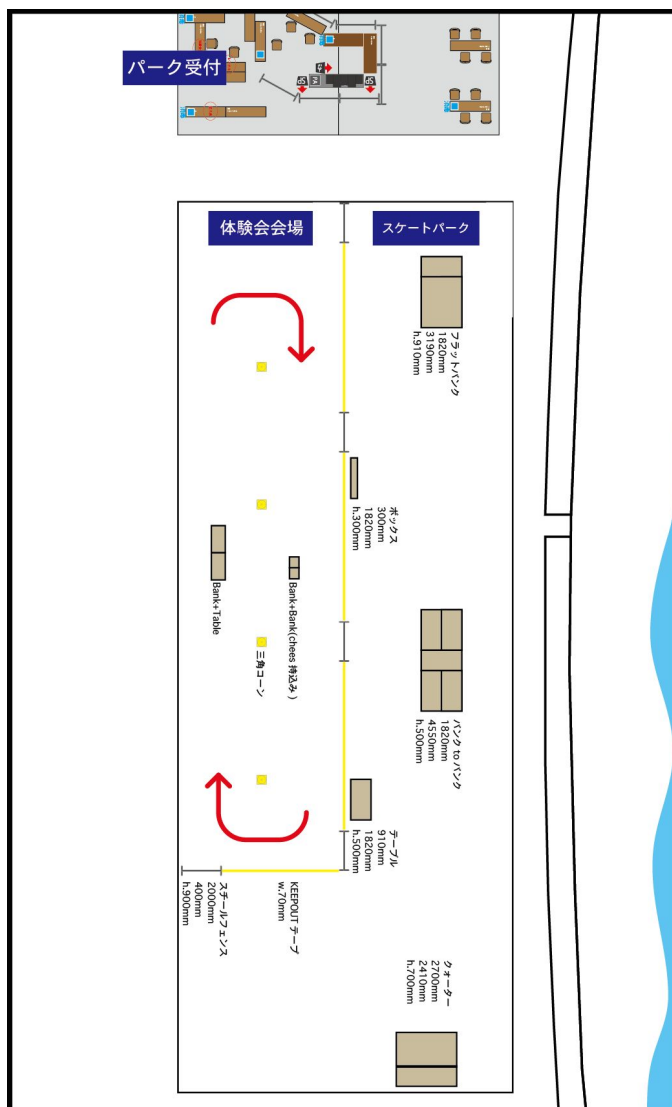 パーク受付
PA
SP
SP
体験会会場
スケートパーク
フラットバンク
1820mm
3190mm
h.910mm
ボックス
300mm
1820mm
h.300mm
Bank+Table
Bank+Bank(chees 持込み)
三角コーン
バンク to バンク
1820mm
4550mm
h.500mm
テーブル
910mm
1820mm
h.500mm
KEEPOUT テープ
w.70mm
スチールフェンス
2000mm
400mm
h.900mm
クォーター
2700mm
2410mm
h.700mm